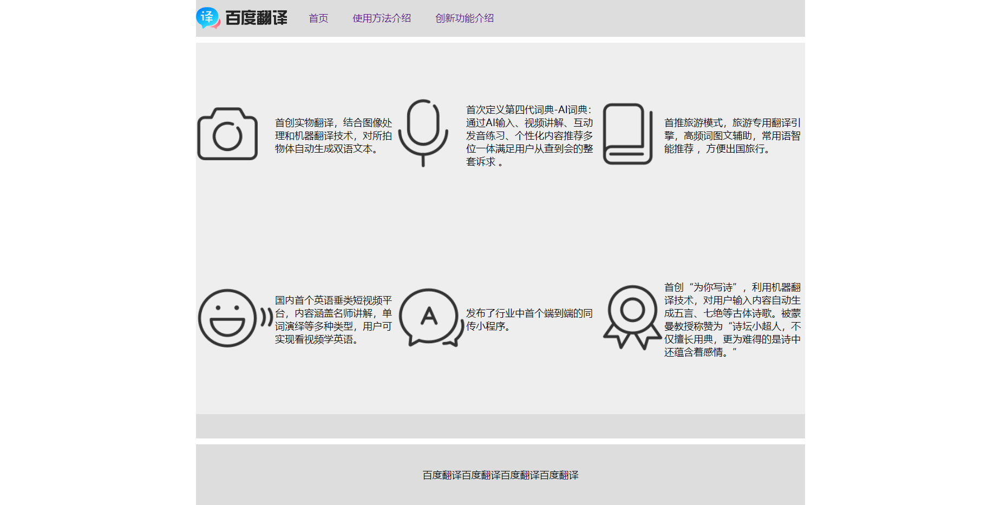 译 百度翻译
首页 使用方法介绍 创新功能介绍
首创实物翻译，结合图像处
理和机器翻译技术，对所拍
物体自动生成双语文本。
首次定义第四代词典-AI词典：
通过AI输入、视频讲解、互动
发音练习、个性化内容推荐多
位一体满足用户从查到会的整
套诉求 。
首推旅游模式，旅游专用翻译引
擎，高频词图文辅助，常用语智
能推荐 ，方便出国旅行。
国内首个英语垂类短视频平
台，内容涵盖名师讲解，单
词演绎等多种类型，用户可
实现看视频学英语。
A
发布了行业中首个端到端的同
传小程序。
首创“为你写诗”，利用机器翻
译技术，对用户输入内容自动生
成五言、七绝等古体诗歌。被蒙
曼教授称赞为“诗坛小超人，不
仅擅长用典，更为难得的是诗中
还蕴含着感情。”
百度翻译百度翻译百度翻译百度翻译